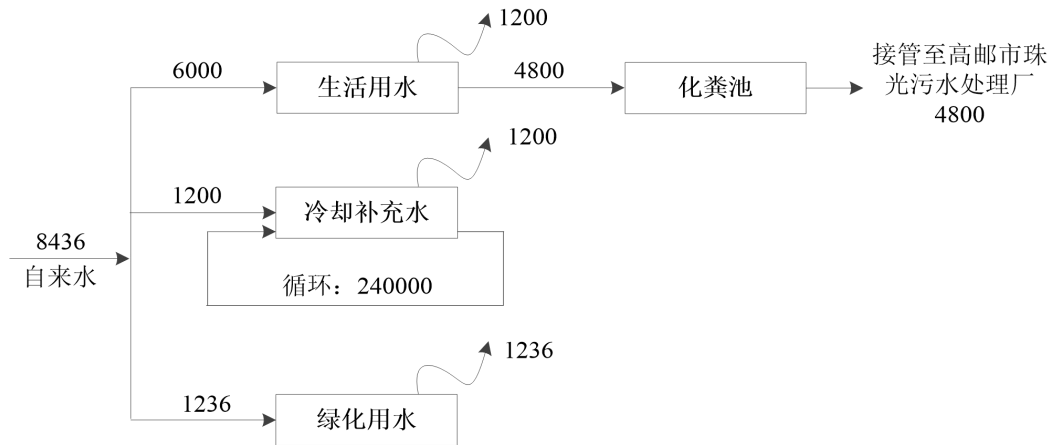 1200
6000
生活用水
4800
化粪池
接管至高邮市珠
光污水处理厂
4800
1200
1200
冷却补充水
8436
自来水
循环：240000
1236
1236
绿化用水